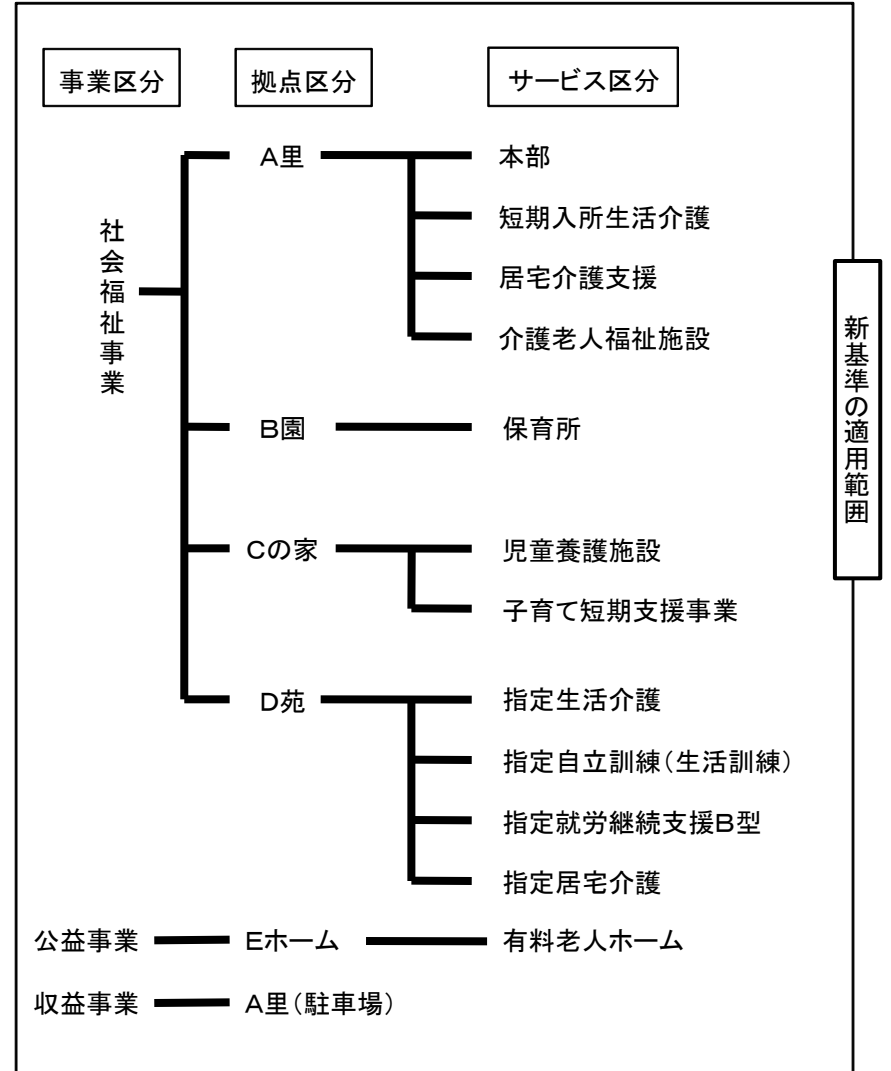 事業区分 拠点区分 サービス区分
社会福祉事業
A里 本部
短期入所生活介護
居宅介護支援
介護老人福祉施設
B園 保育所
Cの家 児童養護施設
子育て短期支援事業
D苑 指定生活介護
指定自立訓練(生活訓練)
指定就労継続支援B型
指定居宅介護
公益事業 Eホーム 有料老人ホーム
収益事業 A里(駐車場)
新基準の適用範囲